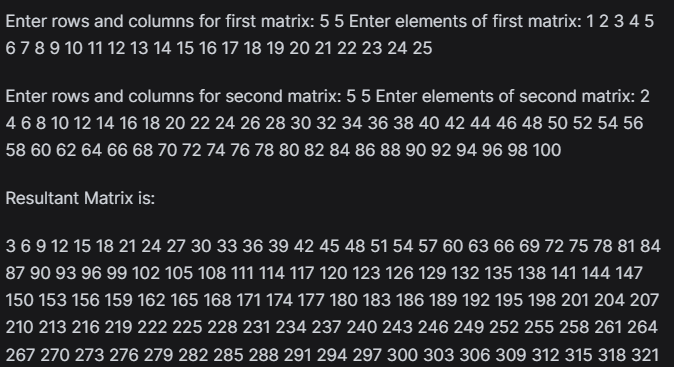 Enter rows and columns for first matrix: 5 5 Enter elements of first matrix: 1 2 3 4 5
6 7 8 9 10 11 12 13 14 15 16 17 18 19 20 21 22 23 24 25
Enter rows and columns for second matrix: 5 5 Enter elements of second matrix: 2
4 6 8 10 12 14 16 18 20 22 24 26 28 30 32 34 36 38 40 42 44 46 48 50 52 54 56
58 60 62 64 66 68 70 72 74 76 78 80 82 84 86 88 90 92 94 96 98 100
Resultant Matrix is:
3 6 9 12 15 18 21 24 27 30 33 36 39 42 45 48 51 54 57 60 63 66 69 72 75 78 81 84
87 90 93 96 99 102 105 108 111 114 117 120 123 126 129 132 135 138 141 144 147
150 153 156 159 162 165 168 171 174 177 180 183 186 189 192 195 198 201 204 207
210 213 216 219 222 225 228 231 234 237 240 243 246 249 252 255 258 261 264
267 270 273 276 279 282 285 288 291 294 297 300 303 306 309 312 315 318 321